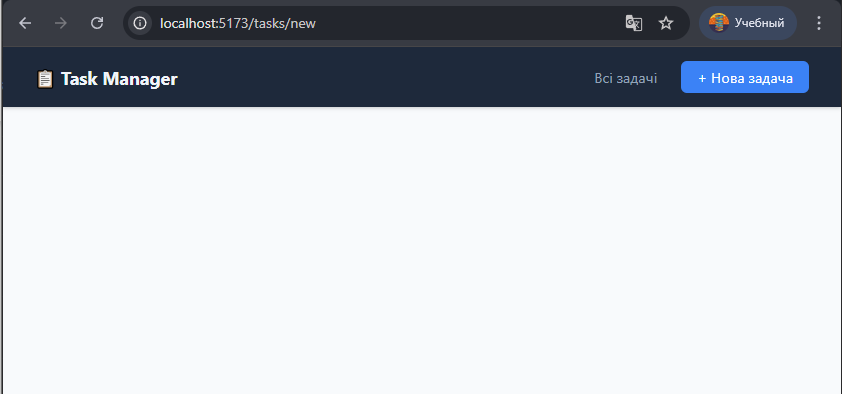 localhost:5173/tasks/new
Учебный
Task Manager
Всі задачі
+ Нова задача